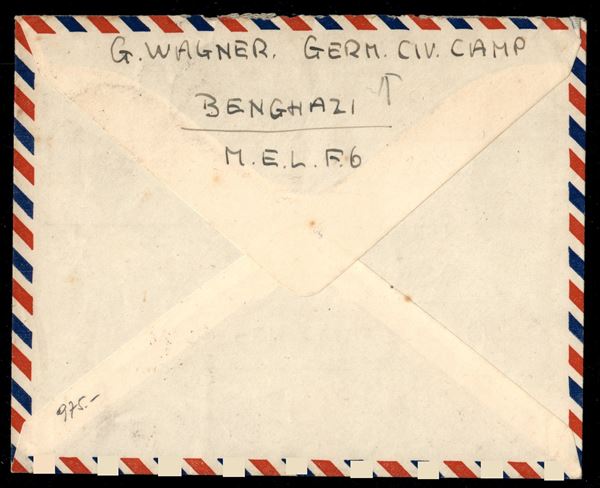 G. WAGNER. GERM. CIV. CAMP
BENGHAZI
M.E.L.F.6
975.-